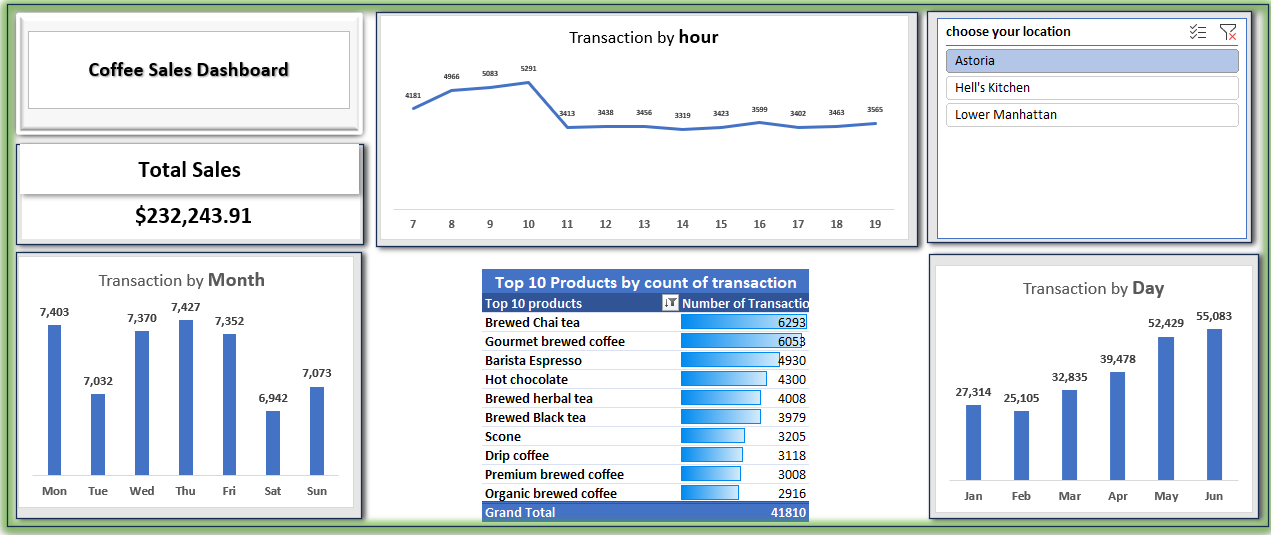 Coffee Sales Dashboard
Total Sales
$232,243.91
Transaction by hour
4181 4966 5083 5291 3413 3438 3456 3319 3423 3599 3402 3463 3565
7 8 9 10 11 12 13 14 15 16 17 18 19
choose your location
Astoria
Hell's Kitchen
Lower Manhattan
Transaction by Month
7,403 7,032 7,370 7,427 7,352 6,942 7,073
Mon Tue Wed Thu Fri Sat Sun
Top 10 Products by count of transaction
Top 10 products Number of Transactio
Brewed Chai tea 6293
Gourmet brewed coffee 6053
Barista Espresso 4930
Hot chocolate 4300
Brewed herbal tea 4008
Brewed Black tea 3979
Scone 3205
Drip coffee 3118
Premium brewed coffee 3008
Organic brewed coffee 2916
Grand Total 41810
Transaction by Day
27,314 25,105 32,835 39,478 52,429 55,083
Jan Feb Mar Apr May Jun